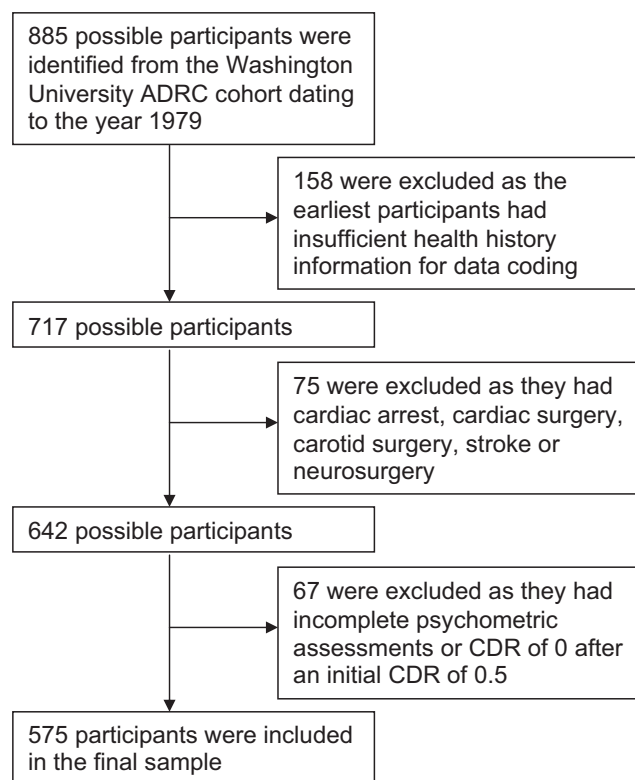 885 possible participants were
identified from the Washington
University ADRC cohort dating
to the year 1979
158 were excluded as the
earliest participants had
insufficient health history
information for data coding
717 possible participants
75 were excluded as they had
cardiac arrest, cardiac surgery,
carotid surgery, stroke or
neurosurgery
642 possible participants
67 were excluded as they had
incomplete psychometric
assessments or CDR of 0 after
an initial CDR of 0.5
575 participants were included
in the final sample